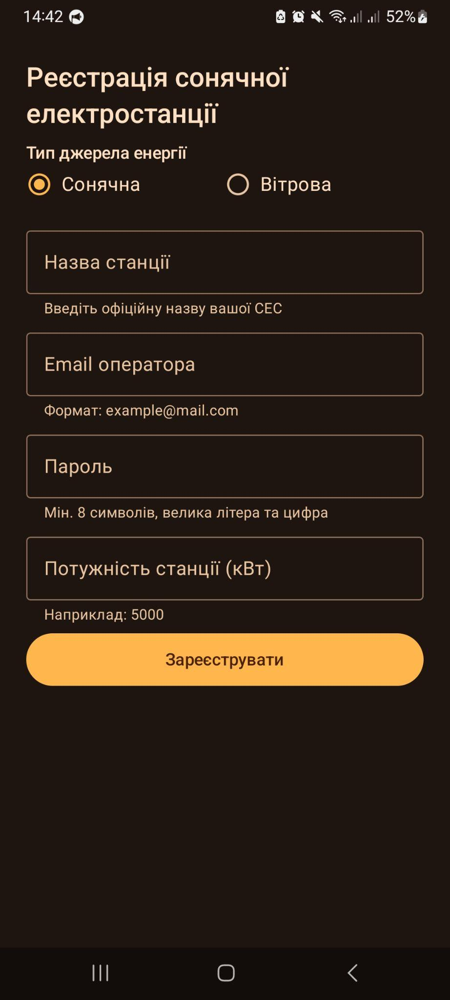 14:42 52%
Реєстрація сонячної
електростанції
Тип джерела енергії
Сонячна Вітрова
Назва станції
Введіть офіційну назву вашої СЕС
Email оператора
Формат: example@mail.com
Пароль
Мін. 8 символів, велика літера та цифра
Потужність станції (кВт)
Наприклад: 5000
Зареєструвати